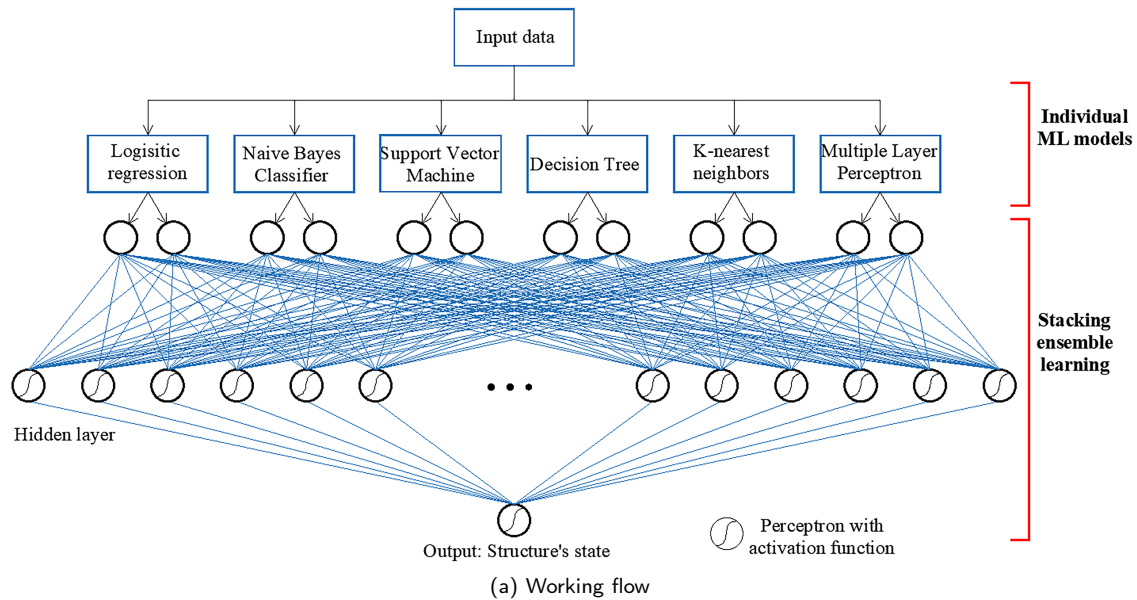 Input data
Individual
ML models
Logisitic
regression
Naive Bayes
Classifier
Support Vector
Machine
Decision Tree
K-nearest
neighbors
Multiple Layer
Perceptron
Stacking
ensemble
learning
Hidden layer
Output: Structure's state
Perceptron with
activation function
(a) Working flow